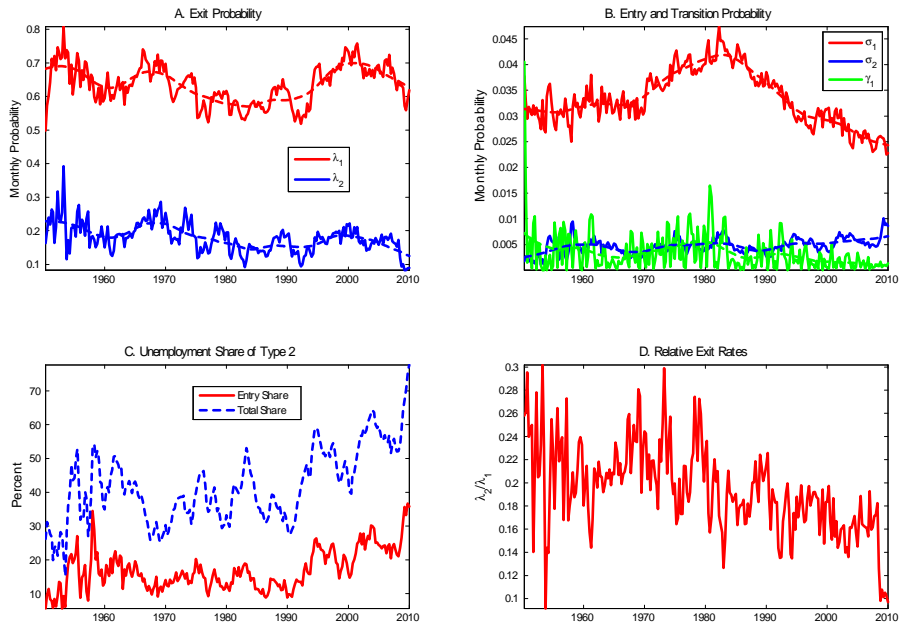 A. Exit Probability
Monthly Probability
0.8
0.7
0.6
0.5
0.4
0.3
0.2
0.1
1960 1970 1980 1990 2000 2010
λ1
λ2
B. Entry and Transition Probability
Monthly Probability
0.045
0.04
0.035
0.03
0.025
0.02
0.015
0.01
0.005
1960 1970 1980 1990 2000 2010
σ1
σ2
γ1
C. Unemployment Share of Type 2
Percent
70
60
50
40
30
20
10
1960 1970 1980 1990 2000 2010
Entry Share
Total Share
D. Relative Exit Rates
λ2/λ1
0.3
0.28
0.26
0.24
0.22
0.2
0.18
0.16
0.14
0.12
0.1
1960 1970 1980 1990 2000 2010